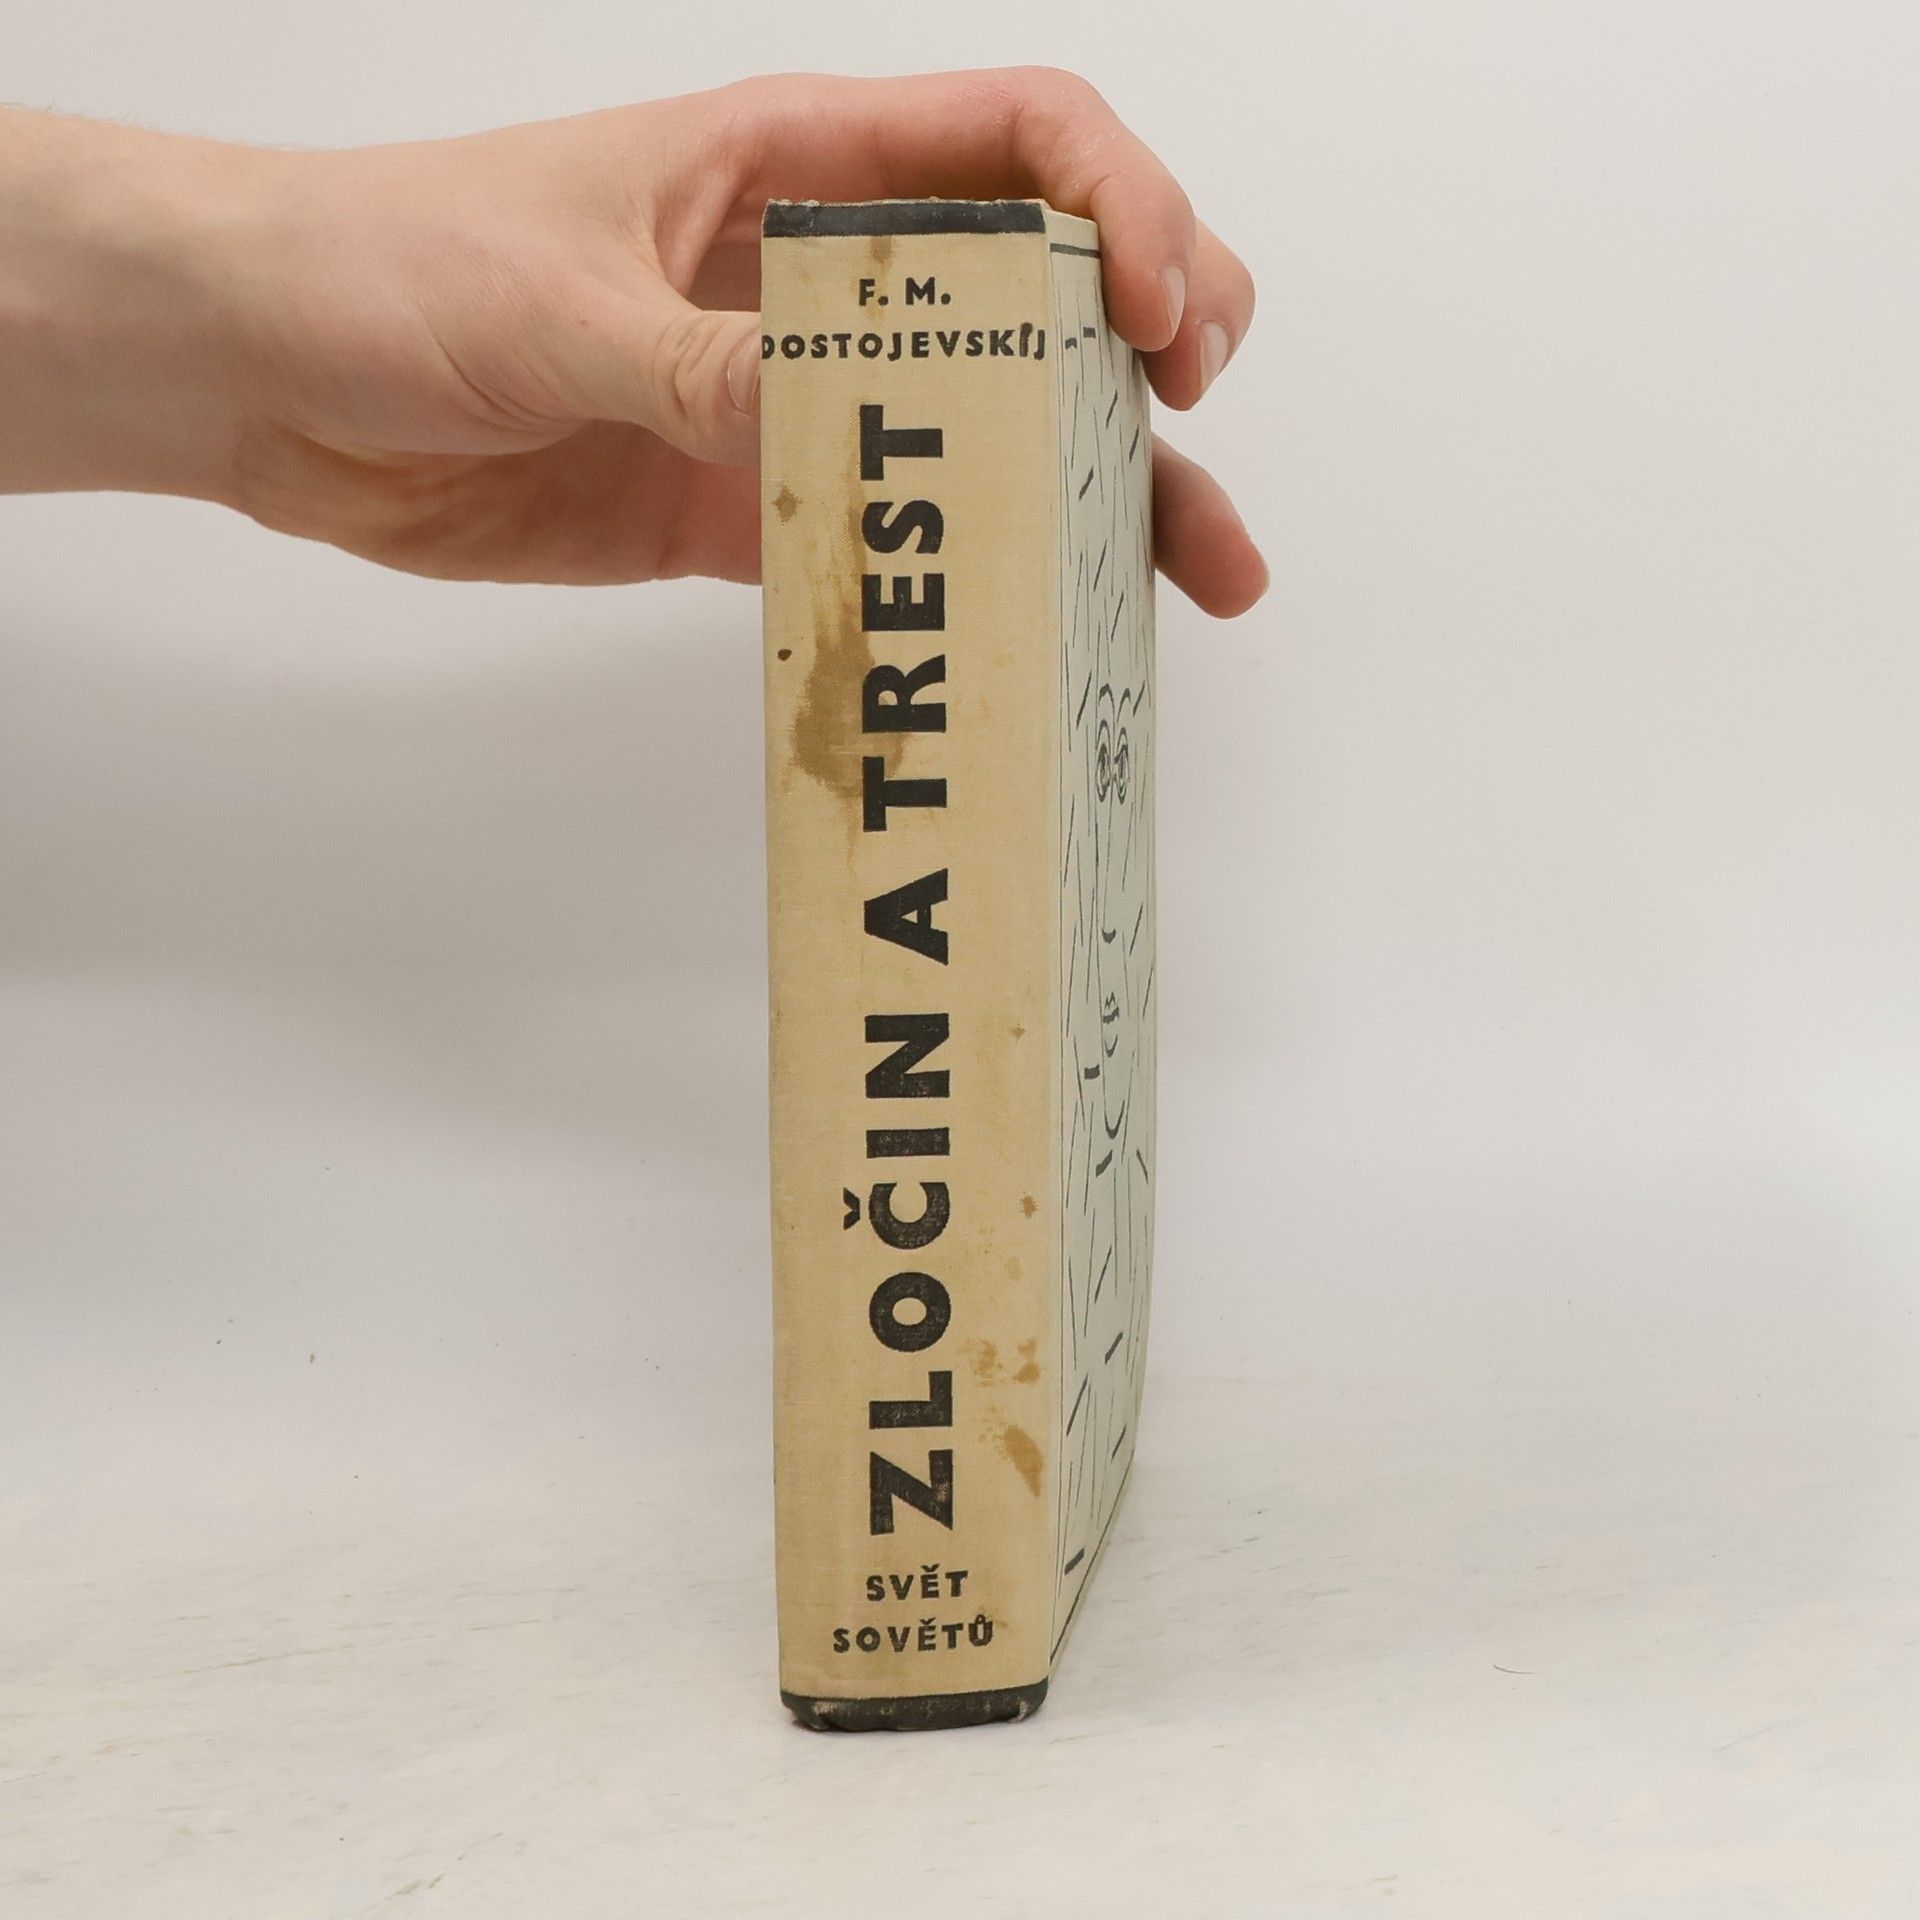 F. M.
DOSTOJEVSKIJ
ZLOČIN A TREST
SVĚT
SOVĚTŮ